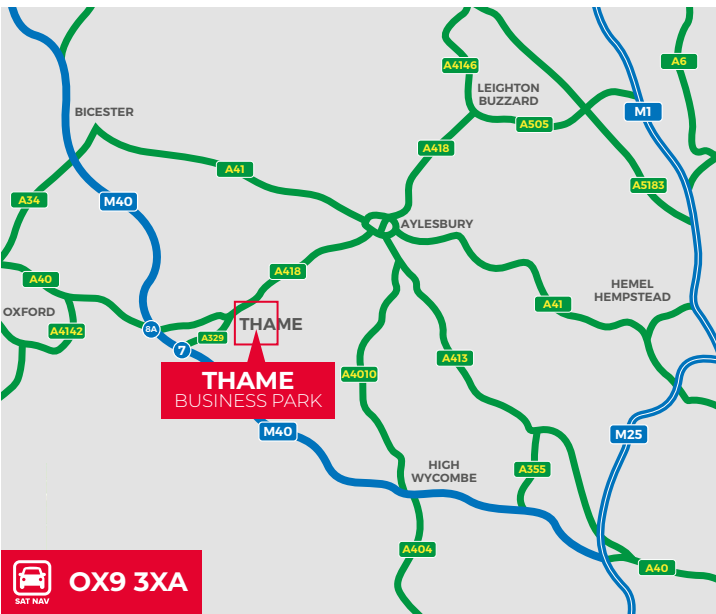 A4146
A6
LEIGHTON
BUZZARD
M1
BICESTER
A505
A418
A41
A5183
A34
M40
AYLESBURY
A418
A40
HEMEL
HEMPSTEAD
A41
OXFORD
THAME
8A
A4142
A329
7
A413
THAME
BUSINESS PARK
A4010
M40
M25
HIGH
WYCOMBE
A355
A404
A40
SAT NAV
OX9 3XA